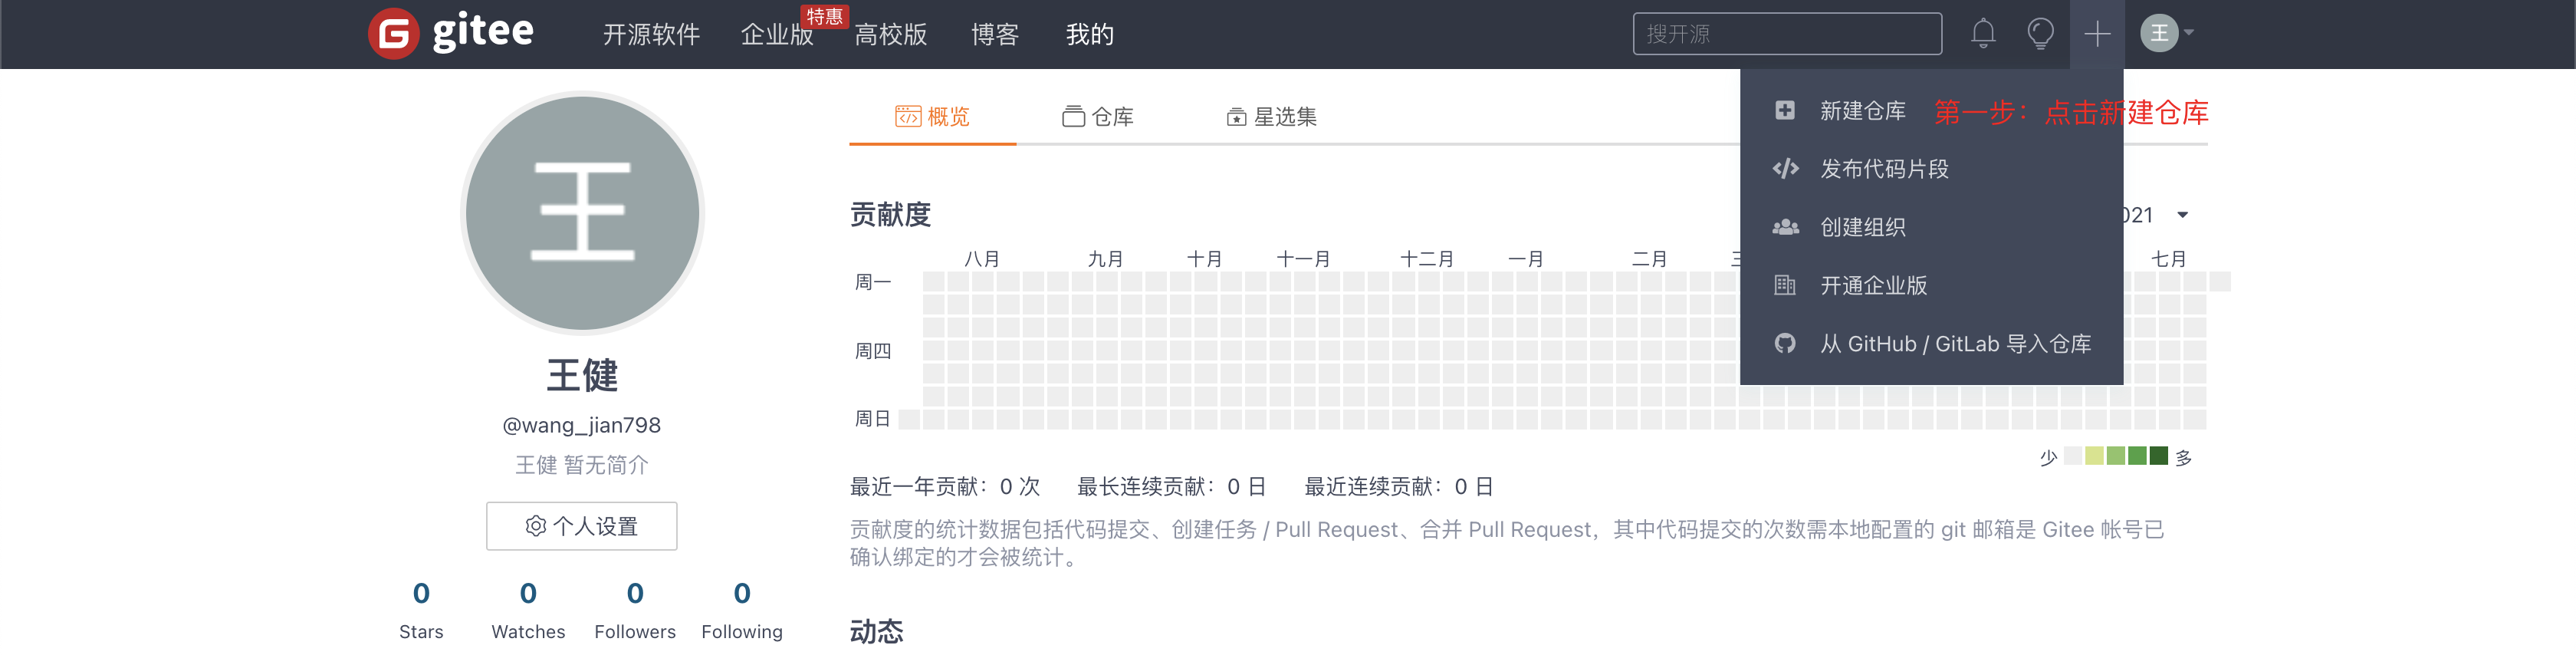 gitee 开源软件 企业版 特惠 高校版 博客 我的 搜开源 王
王
王健
@wang_jian798
王健 暂无简介
个人设置
0 0 0 0
Stars Watches Followers Following
概览 仓库 星选集
新建仓库 第一步：点击新建仓库
发布代码片段
创建组织
开通企业版
从 GitHub / GitLab 导入仓库
贡献度 021
八月 九月 十月 十一月 十二月 一月 二月 七月
周一
周四
周日
少 多
最近一年贡献：0 次 最长连续贡献：0 日 最近连续贡献：0 日
贡献度的统计数据包括代码提交、创建任务 / Pull Request、合并 Pull Request，其中代码提交的次数需本地配置的 git 邮箱是 Gitee 帐号已
确认绑定的才会被统计。
动态